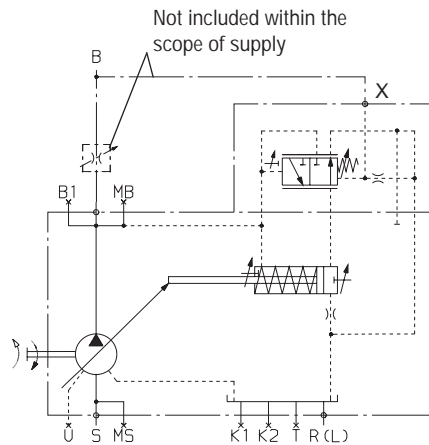 Not included within the
scope of supply
B
X
B1 MB
U S MS K1 K2 T R (L)